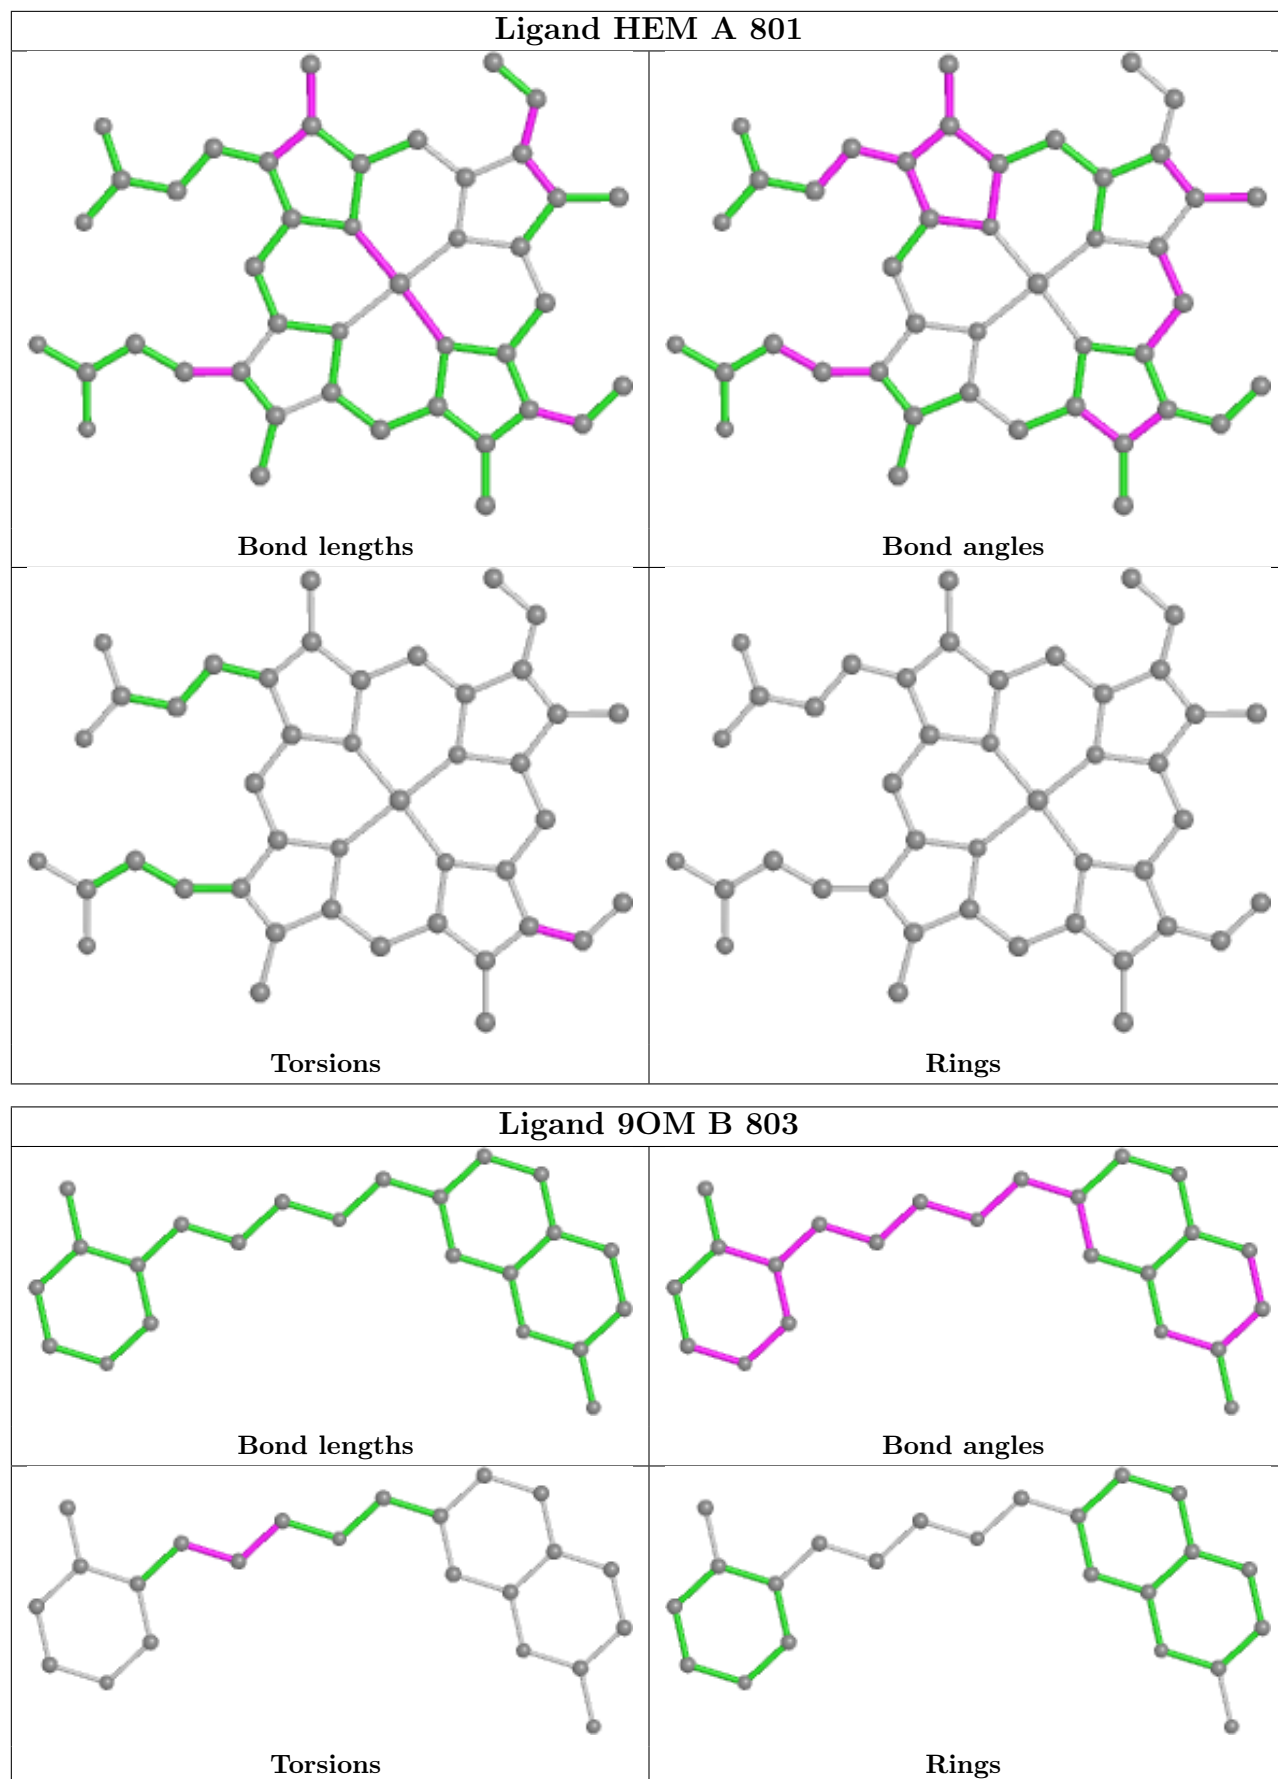 Ligand HEM A 801
Bond lengths
Bond angles
Torsions
Rings
Ligand 9OM B 803
Bond lengths
Bond angles
Torsions
Rings